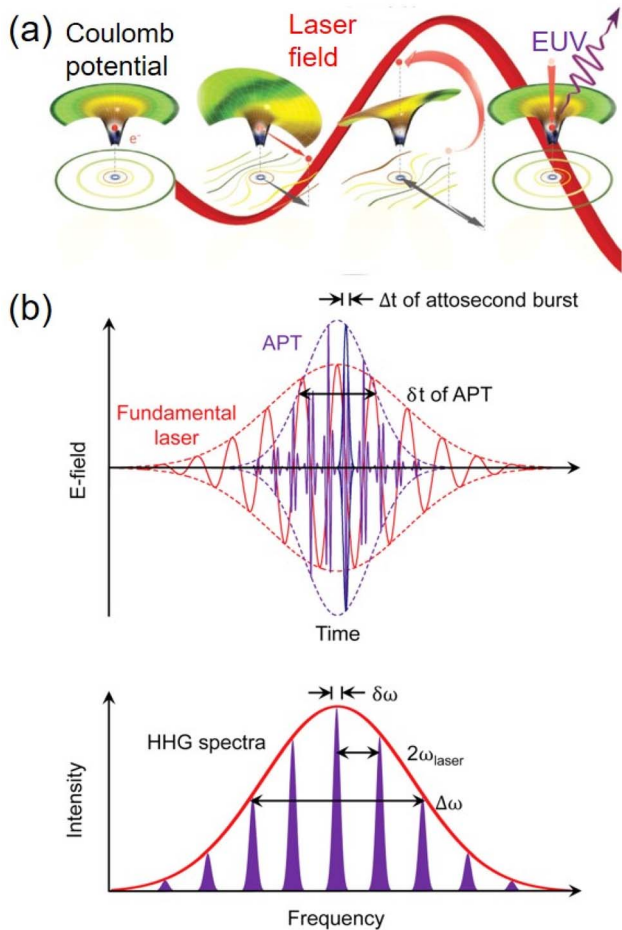 (a)
Coulomb
potential
Laser
field
EUV
e⁻
(b)
Δt of attosecond burst
APT
δt of APT
Fundamental
laser
E-field
Time
δω
HHG spectra
2ω_laser
Δω
Intensity
Frequency